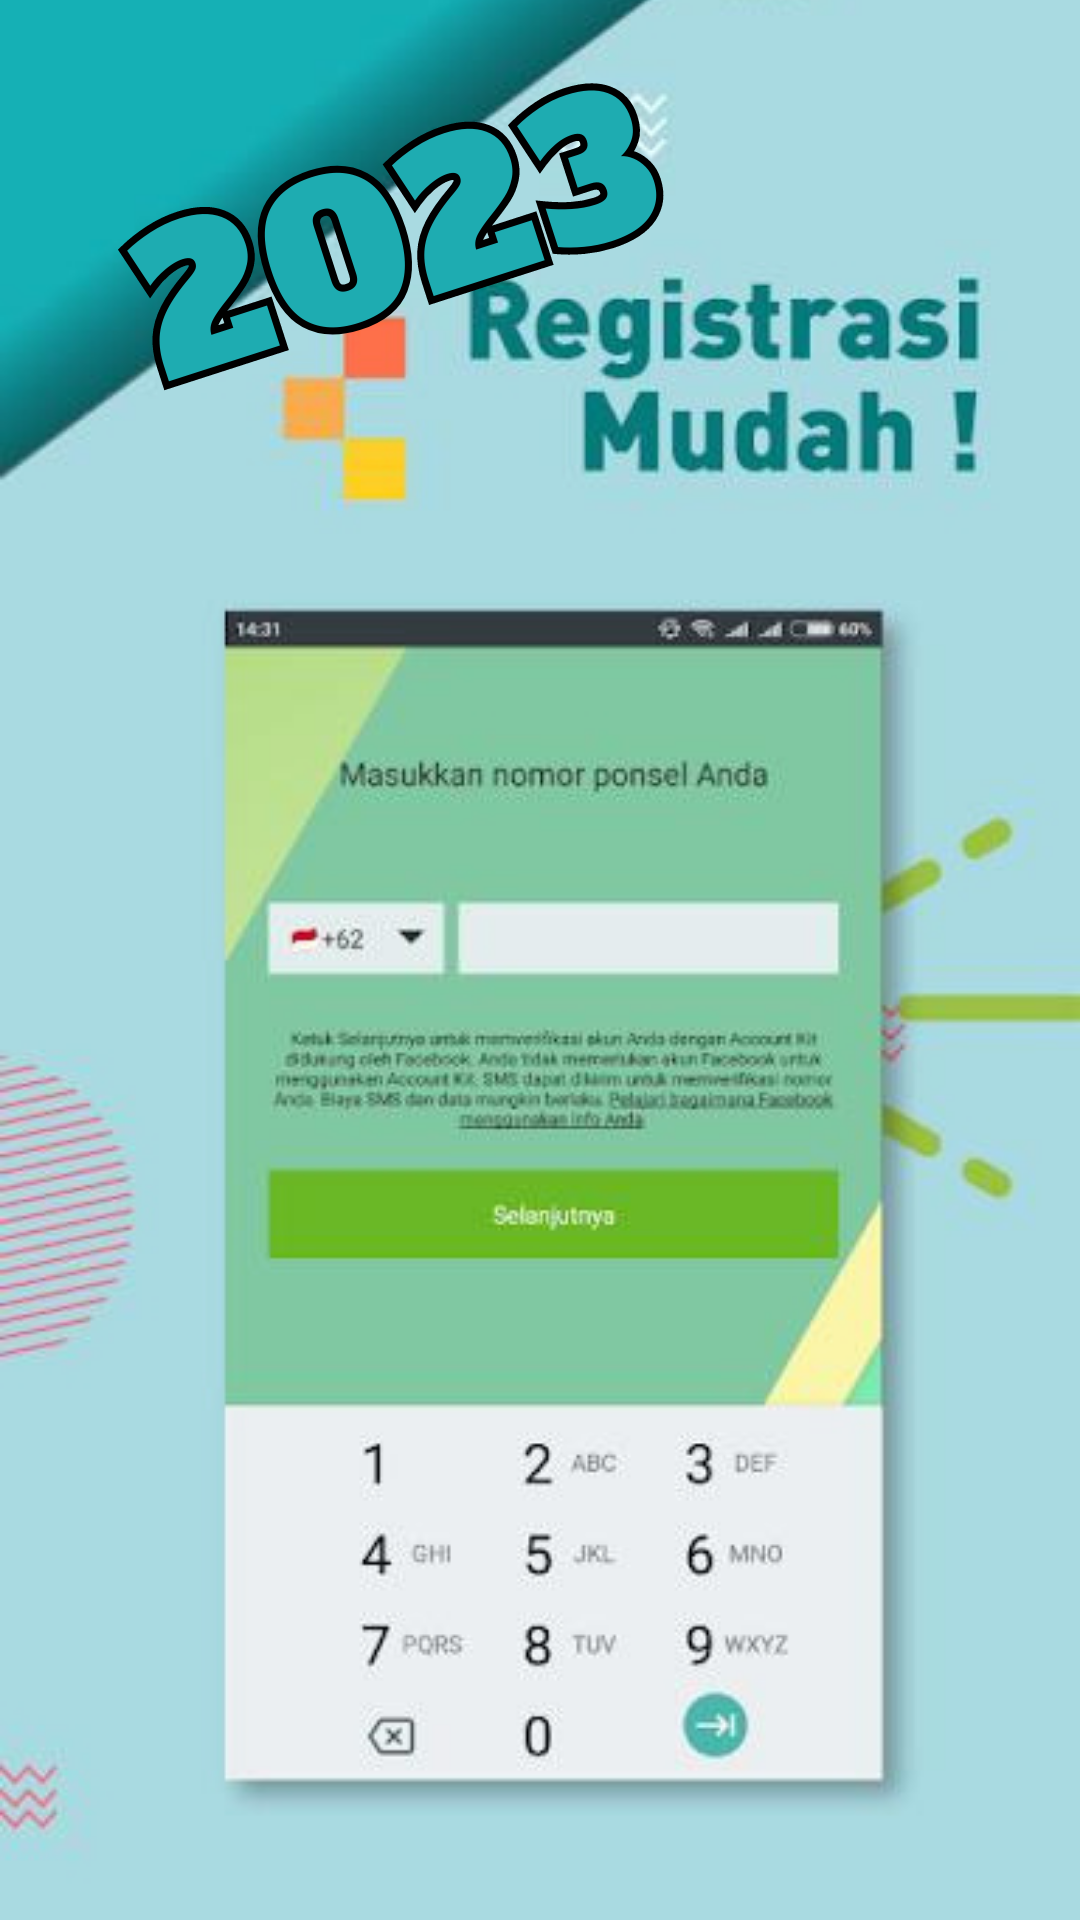 2023
Registrasi
Mudah !
14:31
60%
Masukkan nomor ponsel Anda
+62
Ketuk Selanjutnya untuk memverifikasi akun Anda dengan Account Kit
didukung oleh Facebook. Anda tidak memerlukan akun Facebook untuk
menggunakan Account Kit. SMS dapat dikirim untuk memverifikasi nomor
Anda. Biaya SMS dan data mungkin berlaku. Pelajari bagaimana Facebook
menggunakan info Anda
Selanjutnya
1 2 ABC 3 DEF
4 GHI 5 JKL 6 MNO
7 PQRS 8 TUV 9 WXYZ
0